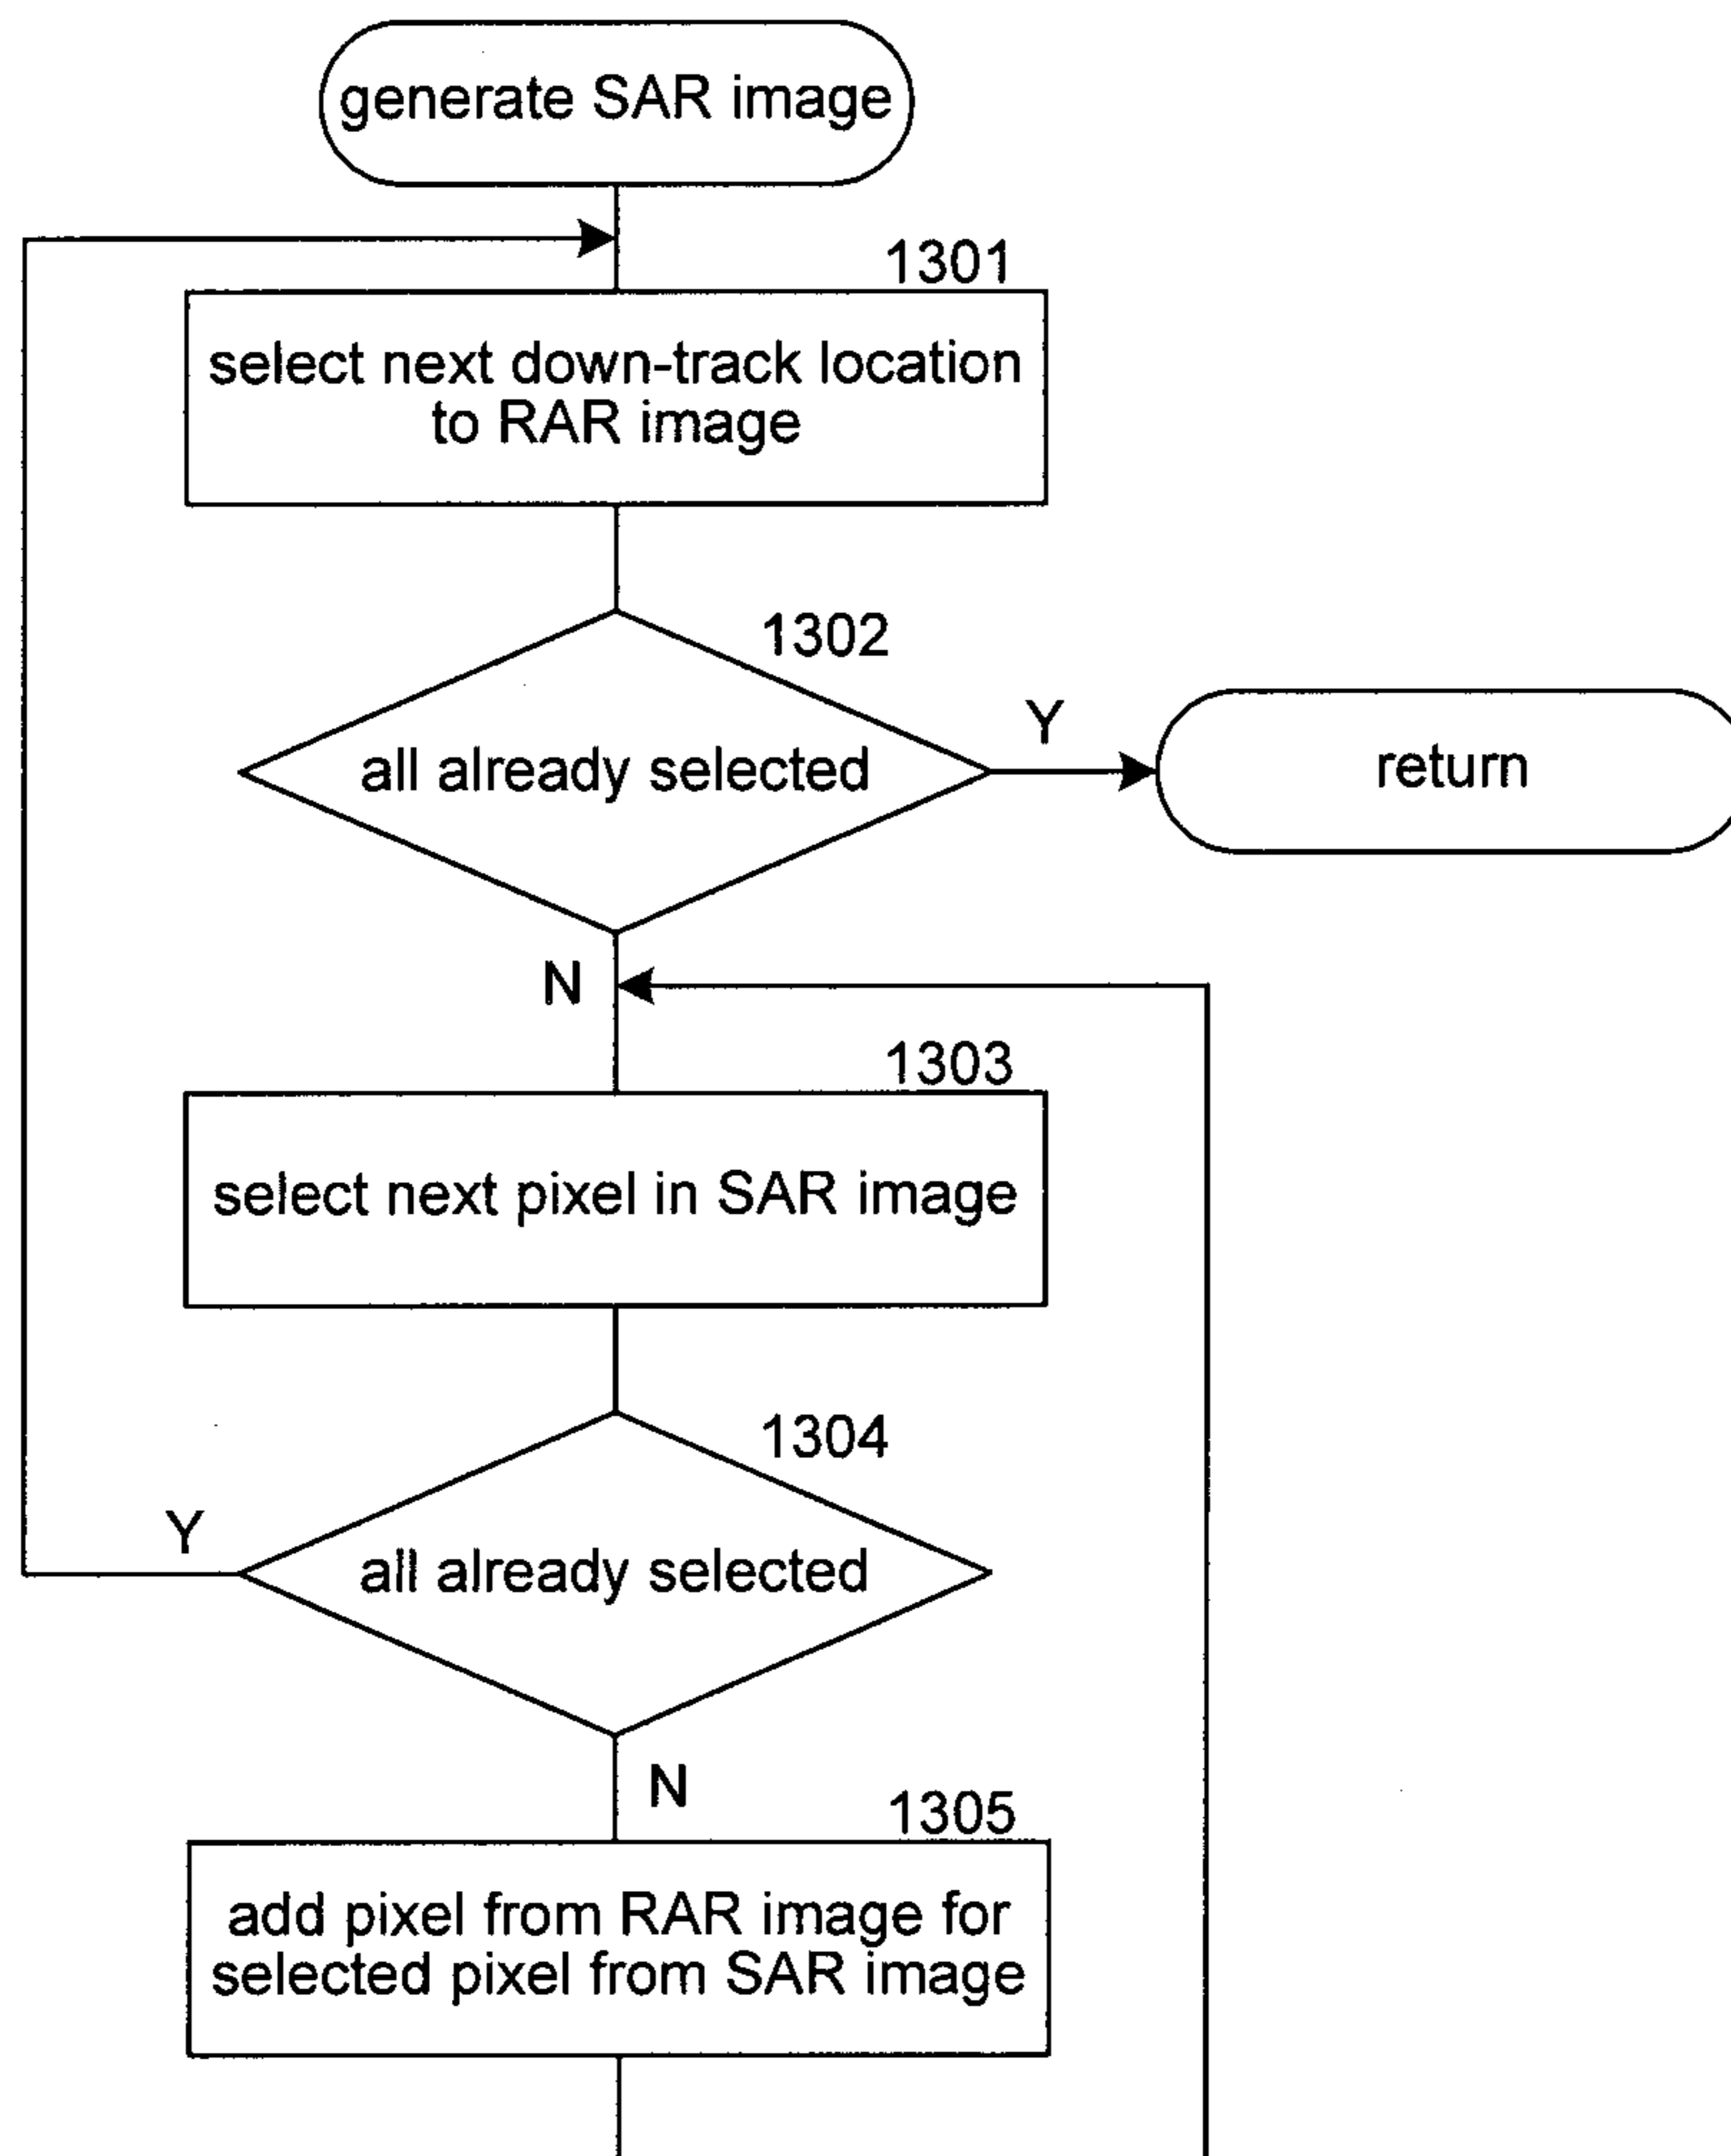 generate SAR image
1301
select next down-track location
to RAR image
1302
all already selected
Y
return
N
1303
select next pixel in SAR image
1304
Y
all already selected
N
1305
add pixel from RAR image for
selected pixel from SAR image